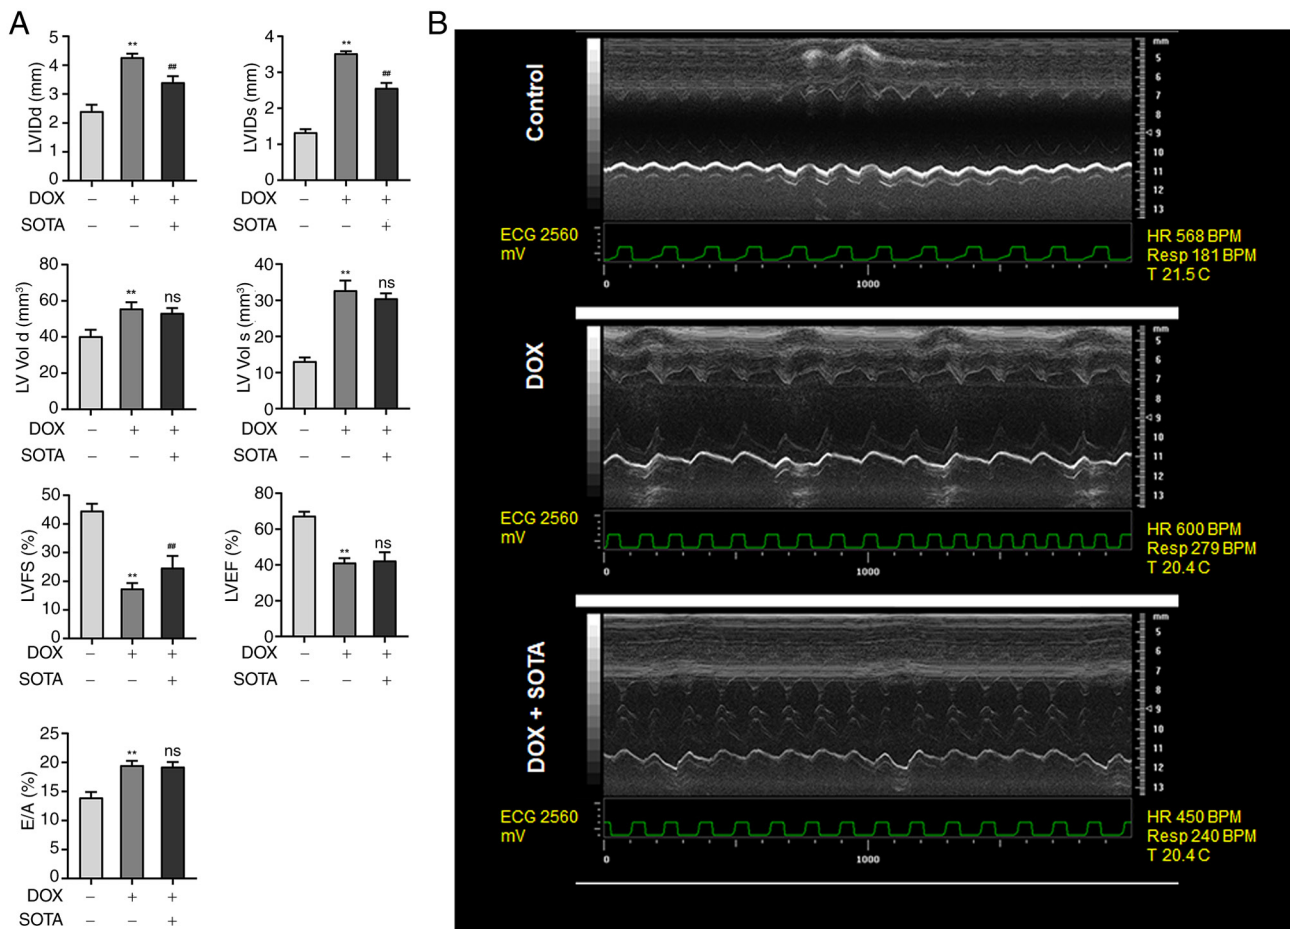 A
5
4
3
2
1
0
LVIDd (mm)
**
##
DOX − + +
SOTA − − +
4
3
2
1
0
LVIDs (mm)
**
##
DOX − + +
SOTA − − +
80
60
40
20
0
LV Vol d (mm³)
**
ns
DOX − + +
SOTA − − +
40
30
20
10
0
LV Vol s (mm³)
**
ns
DOX − + +
SOTA − − +
50
40
30
20
10
0
LVFS (%)
**
##
DOX − + +
SOTA − − +
80
60
40
20
0
LVEF (%)
**
ns
DOX − + +
SOTA − − +
25
20
15
10
5
0
E/A (%)
**
ns
DOX − + +
SOTA − − +
B
Control
mm
5
6
7
8
9
10
11
12
13
ECG 2560
mV
0
1000
HR 568 BPM
Resp 181 BPM
T 21.5 C
DOX
mm
5
6
7
8
9
10
11
12
13
ECG 2560
mV
0
1000
HR 600 BPM
Resp 279 BPM
T 20.4 C
DOX + SOTA
mm
5
6
7
8
9
10
11
12
13
ECG 2560
mV
0
1000
HR 450 BPM
Resp 240 BPM
T 20.4 C